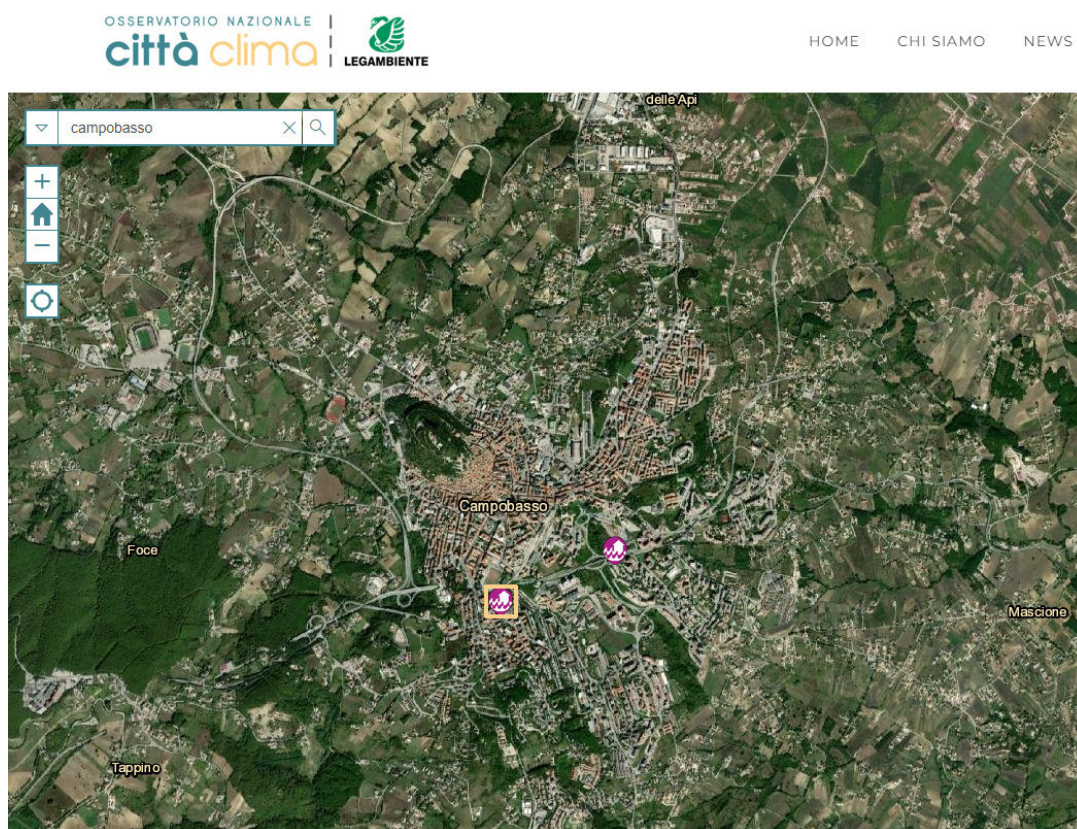 OSSERVATORIO NAZIONALE
città clima
LEGAMBIENTE
HOME CHI SIAMO NEWS
delle Api
campobasso
Campobasso
Foce
Mascione
Tappino